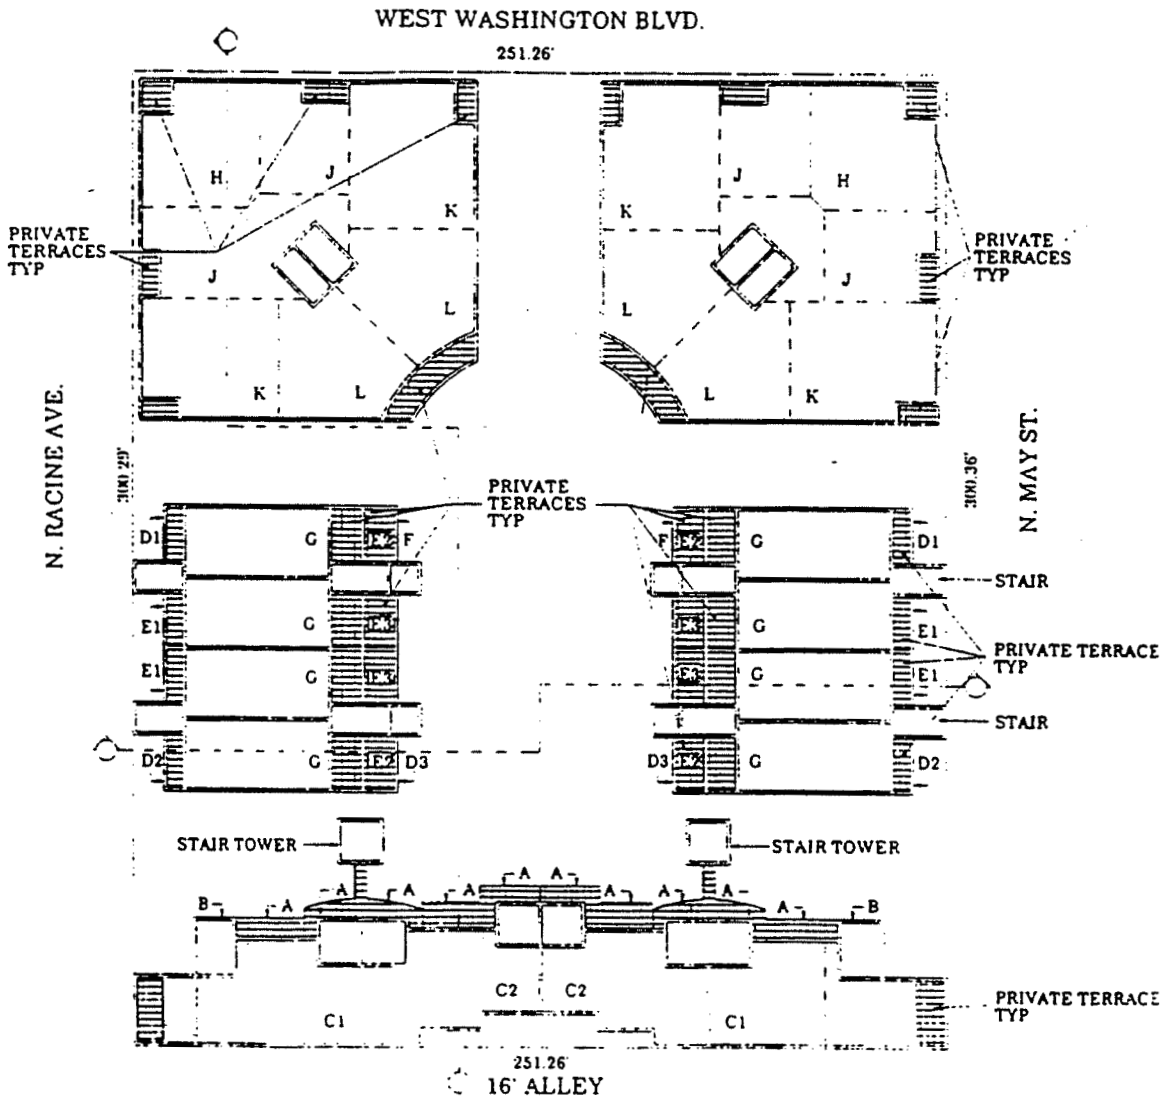 WEST WASHINGTON BLVD.
251.26'
H
J
K
J
H
K
PRIVATE
TERRACES
TYP
PRIVATE
TERRACES
TYP
J
L
L
J
K
L
L
K
N. RACINE AVE.
300.29'
300.36'
N. MAY ST.
PRIVATE
TERRACES
TYP
D1
G
E2
F
F
E2
G
D1
STAIR
E1
G
G
E1
PRIVATE TERRACE
TYP
E1
G
E3
G
E1
STAIR
D2
G
E2
D3
D3
E2
G
D2
STAIR TOWER
STAIR TOWER
B
A
A
A
A
A
A
A
A
A
A
B
C2
C2
C1
C1
PRIVATE TERRACE
TYP
251.26'
16' ALLEY